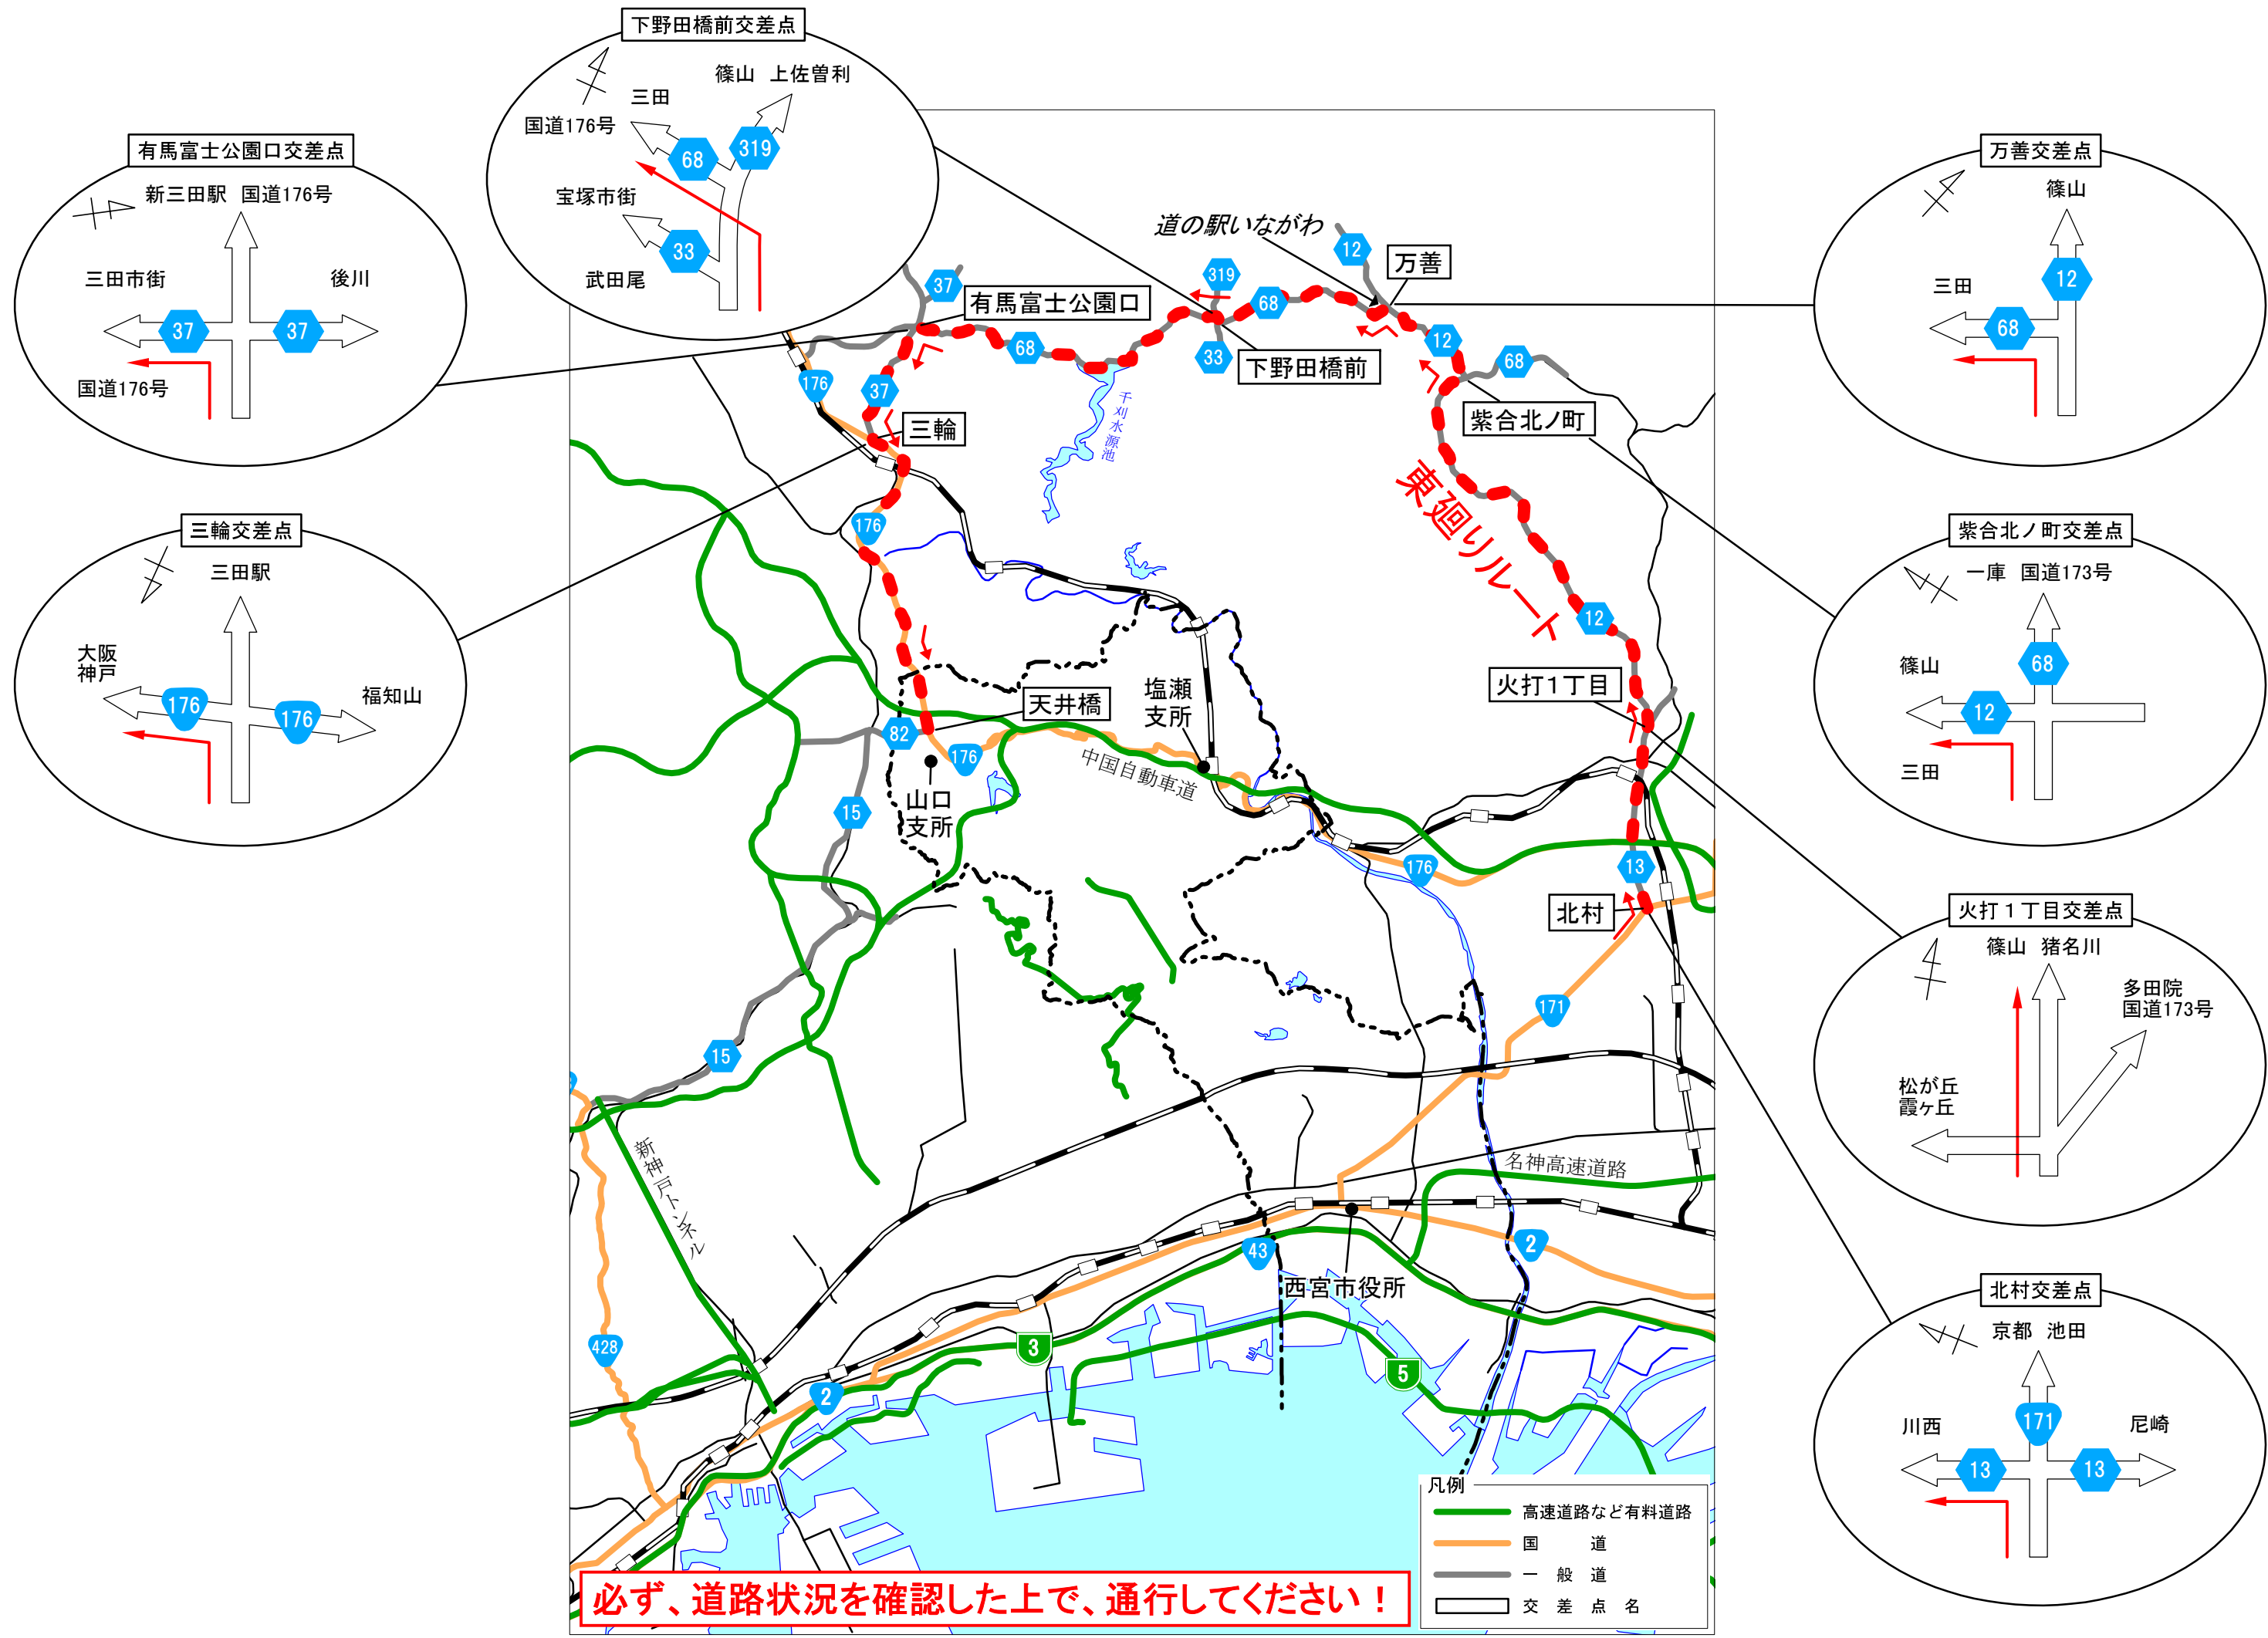 下野田橋前交差点
篠山 上佐曽利
三田
国道176号
68
319
宝塚市街
33
武田尾
有馬富士公園口交差点
新三田駅 国道176号
三田市街
後川
37
37
国道176号
三輪交差点
三田駅
大阪
神戸
176
176
福知山
万善交差点
篠山
12
三田
68
紫合北ノ町交差点
一庫 国道173号
68
篠山
12
三田
火打1丁目交差点
篠山 猪名川
多田院
国道173号
松が丘
霞ヶ丘
北村交差点
京都 池田
171
川西
尼崎
13
13
道の駅いながわ
12
万善
37
319
68
有馬富士公園口
12
68
33
68
下野田橋前
176
37
千刈水源池
紫合北ノ町
三輪
東廻りルート
176
12
火打1丁目
塩瀬
支所
天井橋
82
176
中国自動車道
山口
支所
15
176
13
北村
171
15
新神戸トンネル
名神高速道路
43
2
西宮市役所
428
3
5
2
凡例
高速道路など有料道路
国 道
一 般 道
交 差 点 名
必ず、道路状況を確認した上で、通行してください!